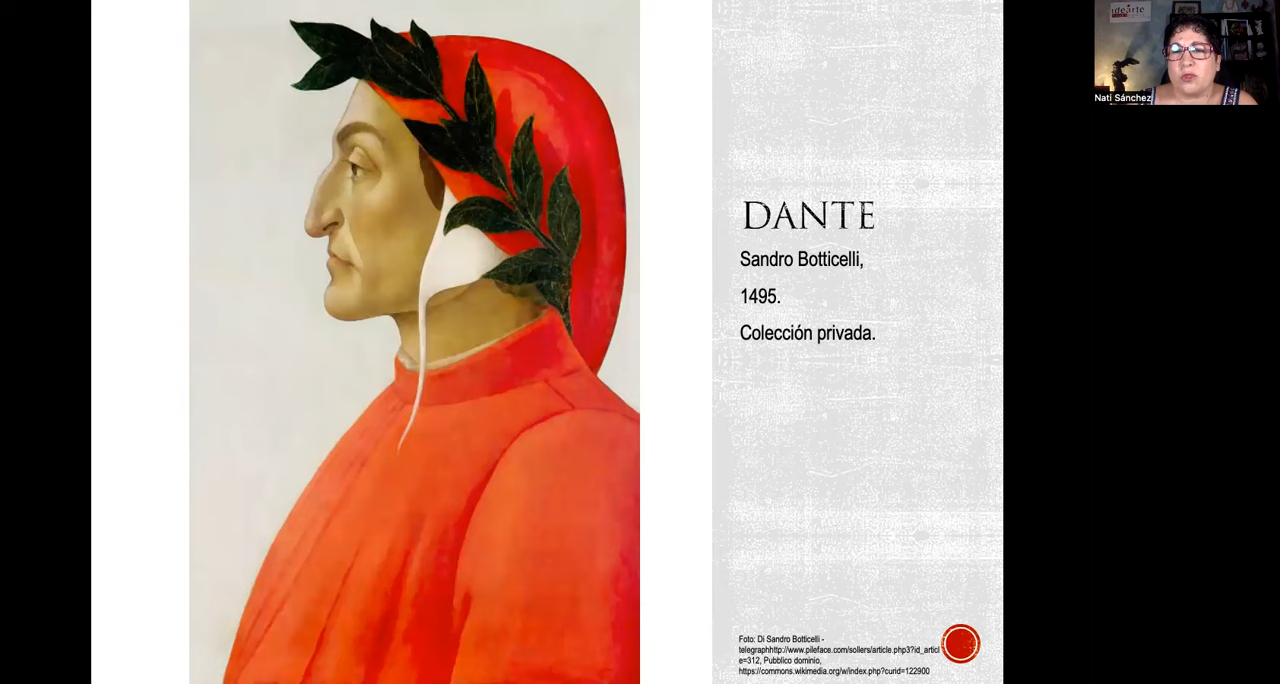 idearte
Nati Sánchez
DANTE
Sandro Botticelli,
1495.
Colección privada.
Foto: Di Sandro Botticelli -
telegraphhttp://www.pileface.com/sollers/article.php3?id_articl
e=312, Pubblico dominio,
https://commons.wikimedia.org/w/index.php?curid=122900